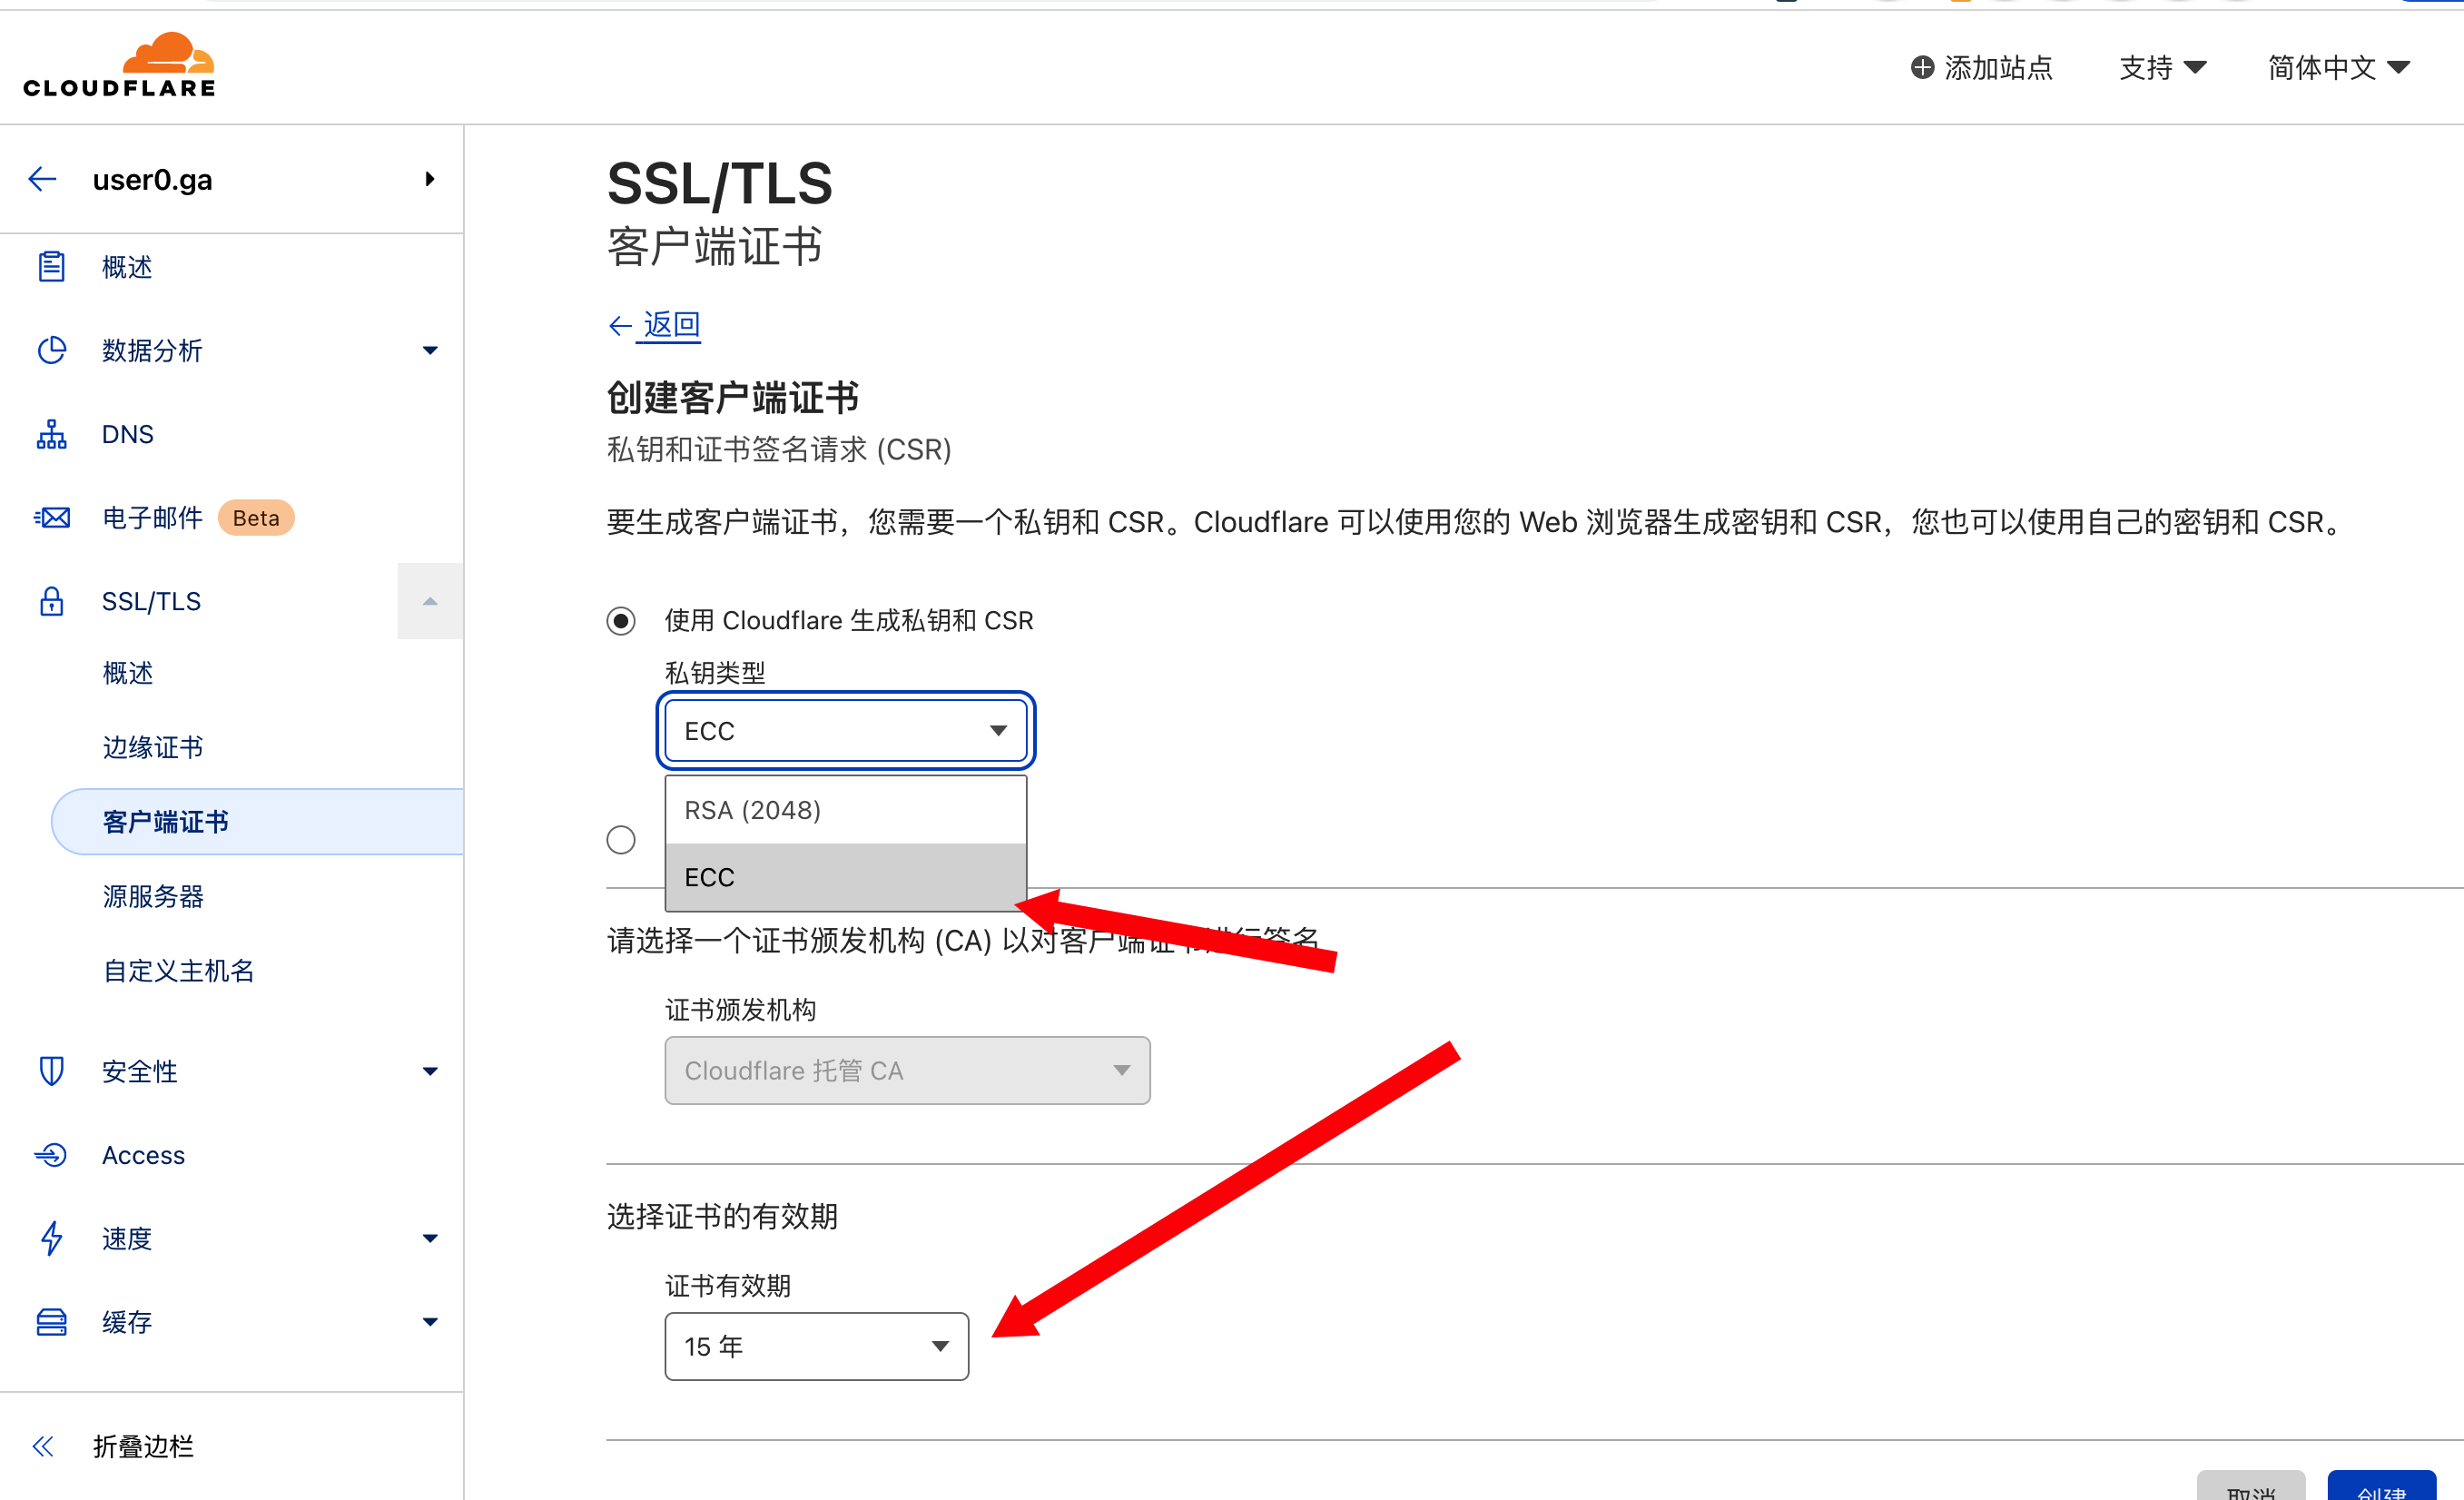 CLOUDFLARE
添加站点
支持
简体中文
user0.ga
概述
数据分析
DNS
电子邮件 Beta
SSL/TLS
概述
边缘证书
客户端证书
源服务器
自定义主机名
安全性
Access
速度
缓存
折叠边栏
SSL/TLS
客户端证书
返回
创建客户端证书
私钥和证书签名请求 (CSR)
要生成客户端证书，您需要一个私钥和 CSR。Cloudflare 可以使用您的 Web 浏览器生成密钥和 CSR，您也可以使用自己的密钥和 CSR。
使用 Cloudflare 生成私钥和 CSR
私钥类型
ECC
RSA (2048)
ECC
请选择一个证书颁发机构 (CA) 以对客户端证书进行签名
证书颁发机构
Cloudflare 托管 CA
选择证书的有效期
证书有效期
15 年
取消
创建